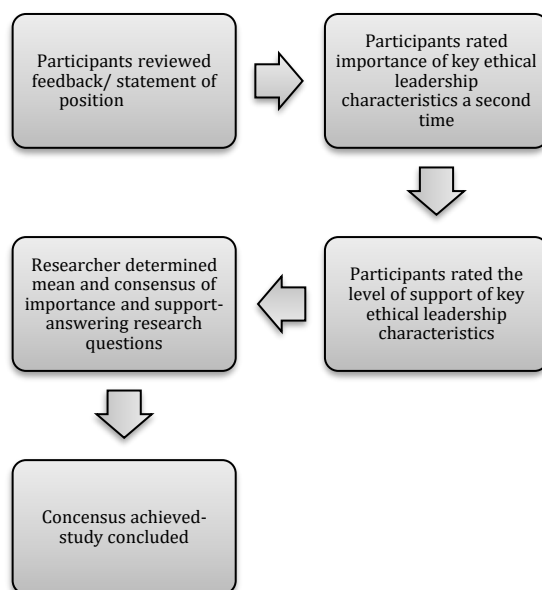 Participants reviewed
feedback/ statement of
position
Participants rated
importance of key ethical
leadership
characteristics a second
time
Participants rated the
level of support of key
ethical leadership
characteristics
Researcher determined
mean and consensus of
importance and support-
answering research
questions
Concensus achieved-
study concluded